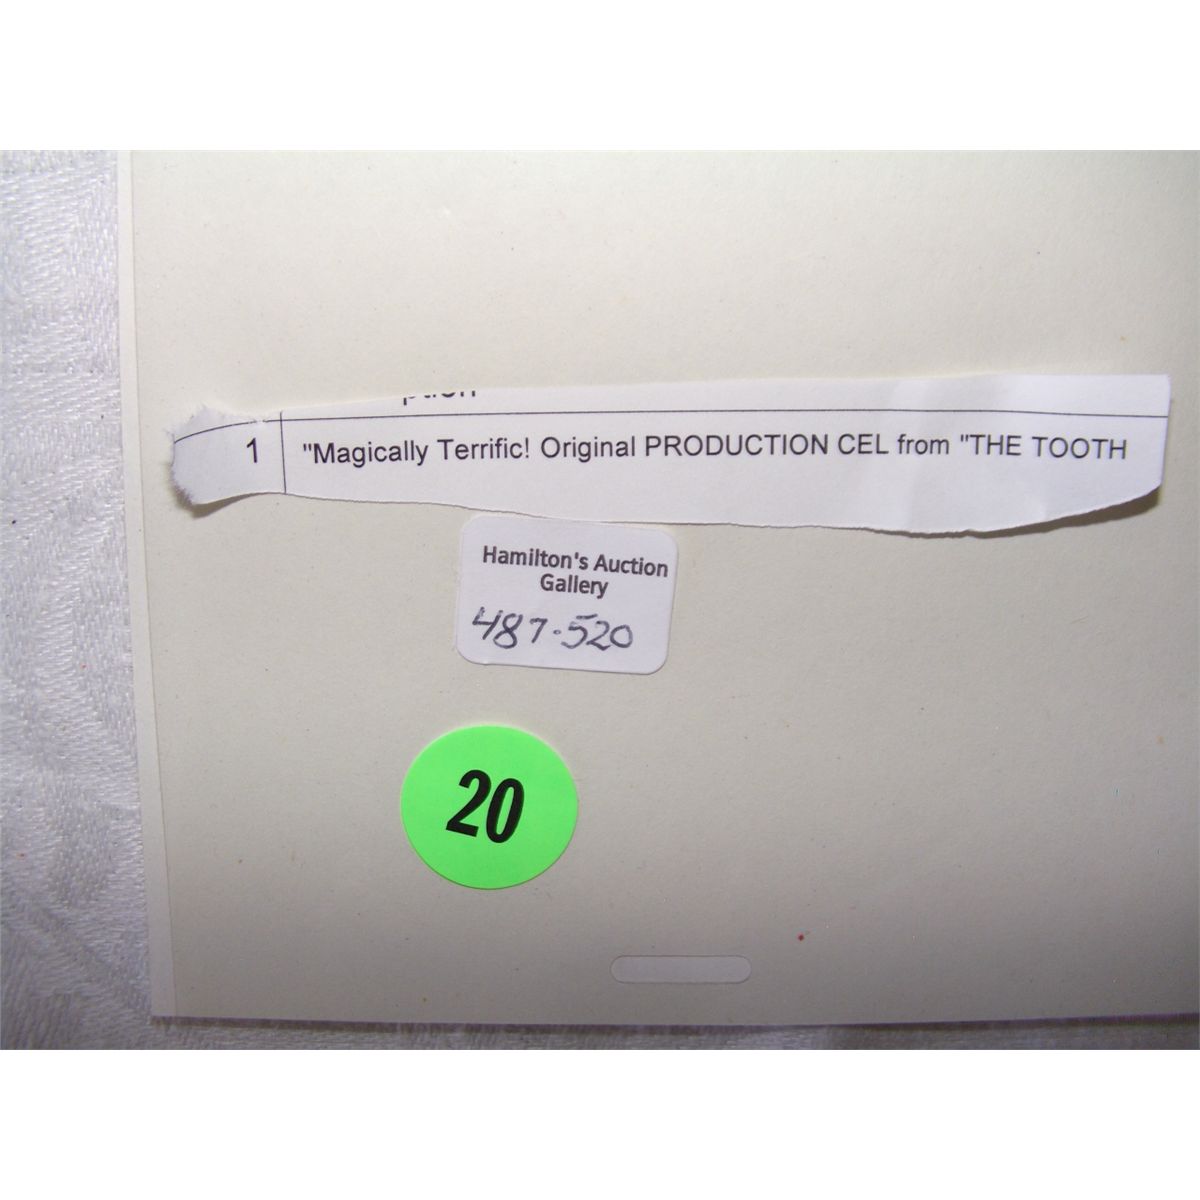 1 "Magically Terrific! Original PRODUCTION CEL from "THE TOOTH
Hamilton's Auction
Gallery
487-520
20